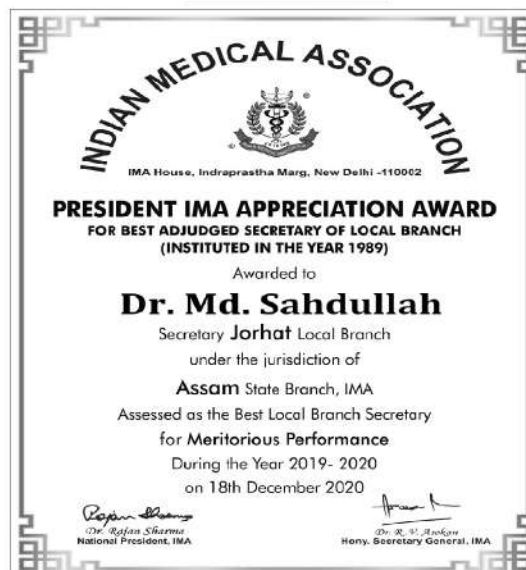 INDIAN MEDICAL ASSOCIATION
IMA House, Indraprastha Marg, New Delhi -110002
PRESIDENT IMA APPRECIATION AWARD
FOR BEST ADJUDGED SECRETARY OF LOCAL BRANCH
(INSTITUTED IN THE YEAR 1989)
Awarded to
Dr. Md. Sahdullah
Secretary Jorhat Local Branch
under the jurisdiction of
Assam State Branch, IMA
Assessed as the Best Local Branch Secretary
for Meritorious Performance
During the Year 2019- 2020
on 18th December 2020
Rajan Sharma
Dr. Rajan Sharma
National President, IMA
Dr. R. V. Asokan
Hony. Secretary General, IMA